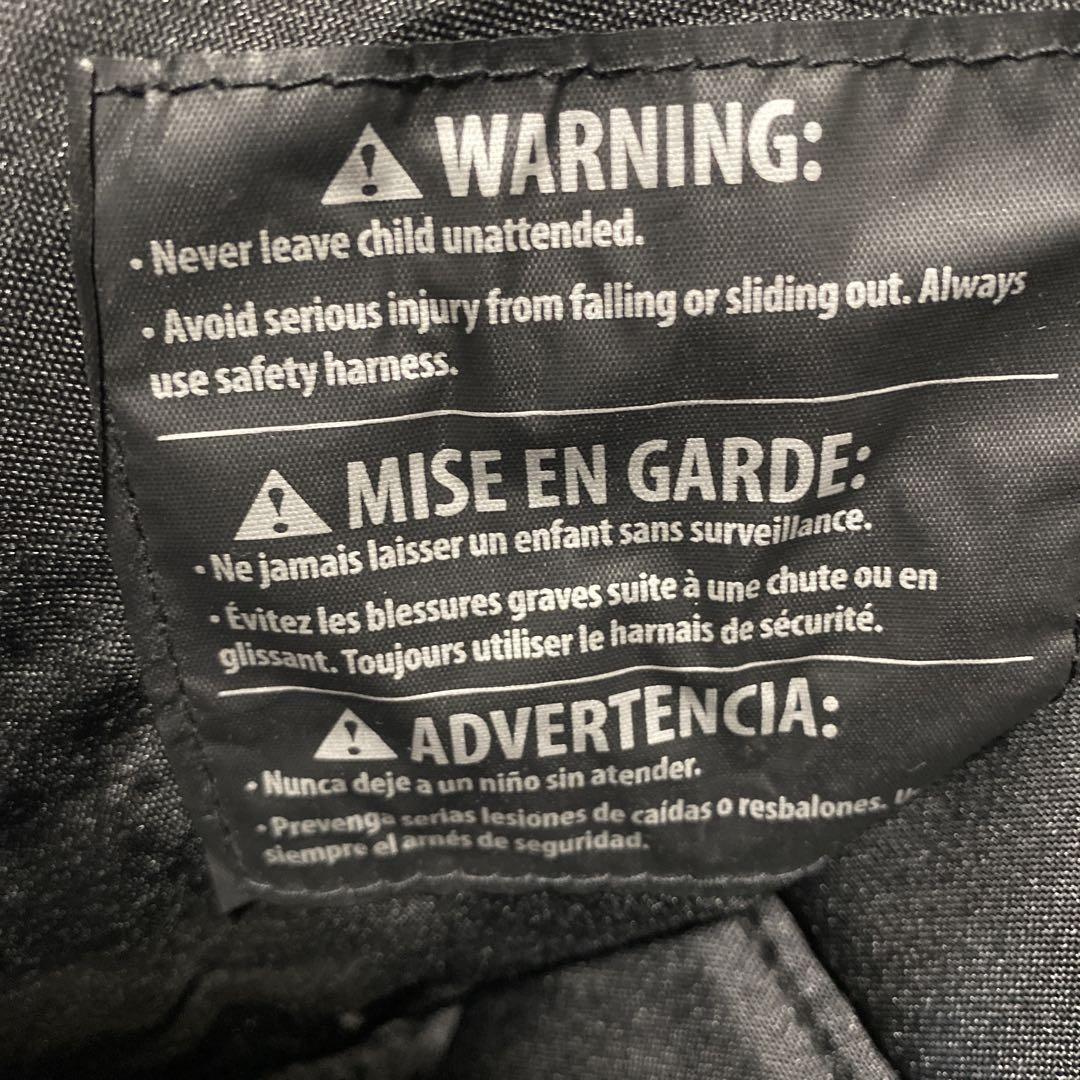 WARNING:
• Never leave child unattended.
• Avoid serious injury from falling or sliding out. Always
use safety harness.
MISE EN GARDE:
• Ne jamais laisser un enfant sans surveillance.
• Évitez les blessures graves suite à une chute ou en
glissant. Toujours utiliser le harnais de sécurité.
ADVERTENCIA:
• Nunca deje a un niño sin atender.
• Prevenga serias lesiones de caídas o resbalones.
siempre el arnés de seguridad.